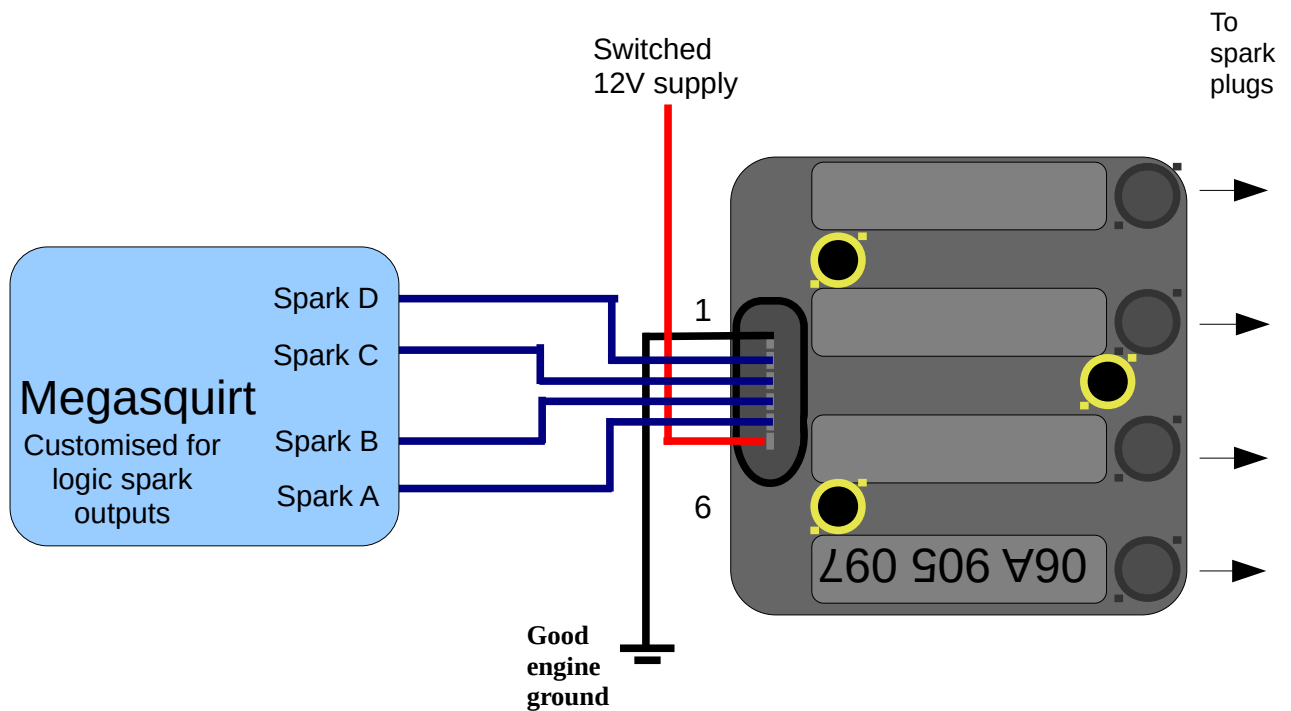 To
spark
plugs
Switched
12V supply
Spark D
1
Spark C
Megasquirt
Customised for
logic spark
outputs
Spark B
Spark A
6
06A 905 097
Good
engine
ground